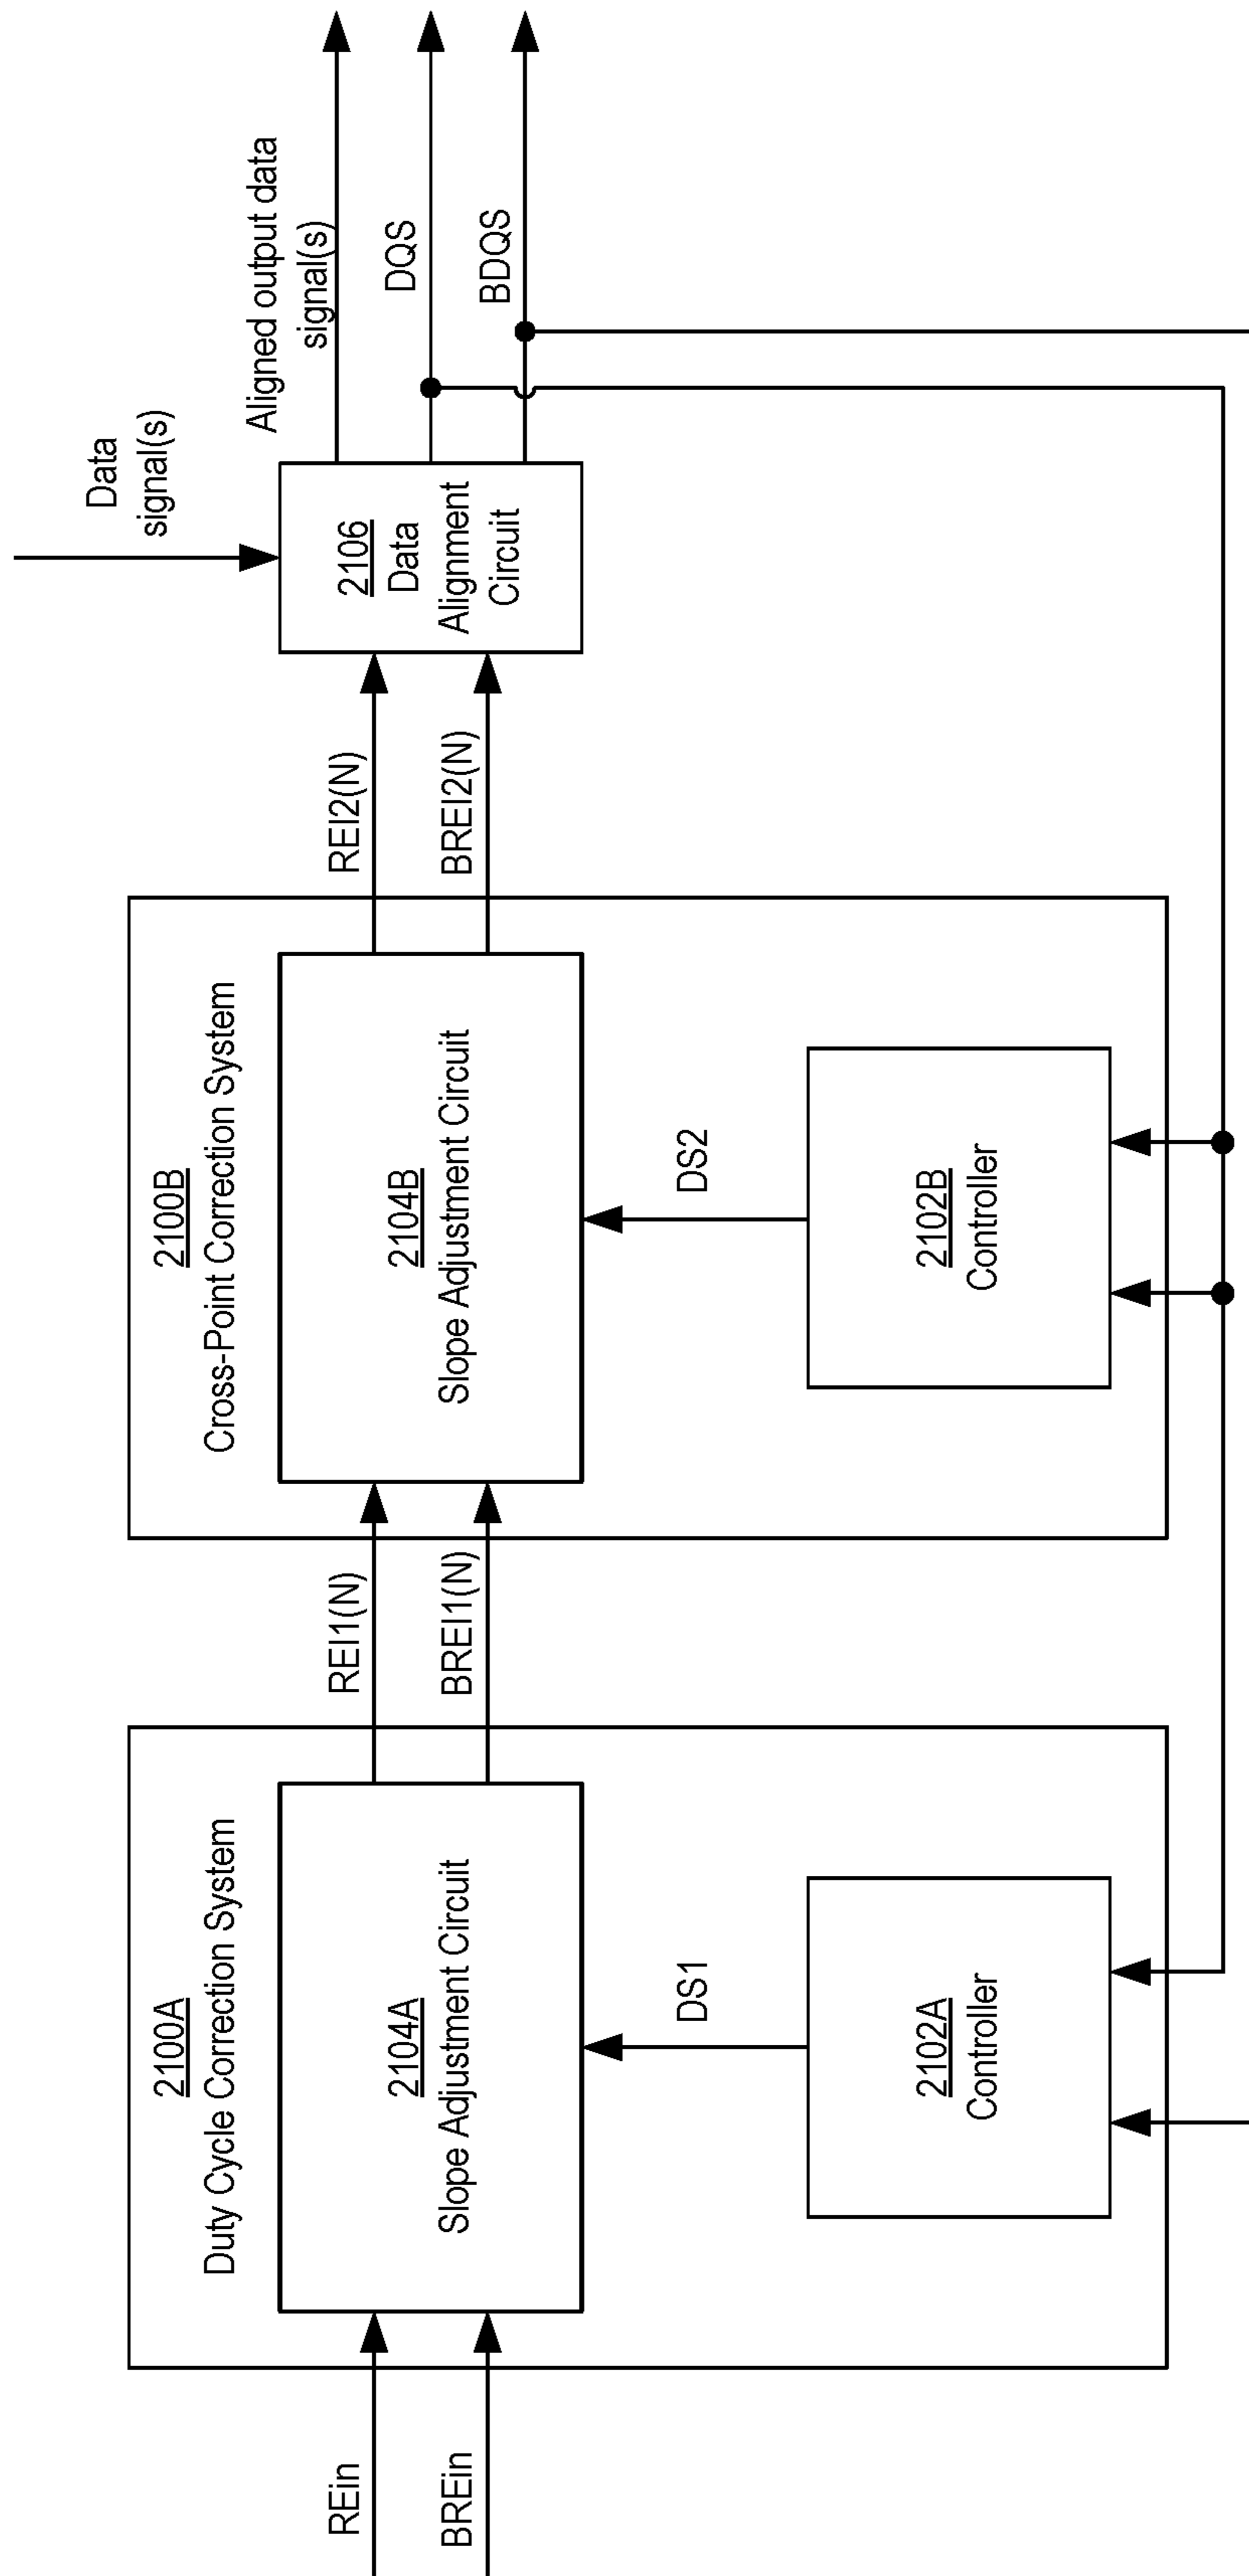 REin
BREin
2100A
Duty Cycle Correction System
2104A
Slope Adjustment Circuit
DS1
2102A
Controller
REI1(N)
BREI1(N)
2100B
Cross-Point Correction System
2104B
Slope Adjustment Circuit
DS2
2102B
Controller
REI2(N)
BREI2(N)
Data
signal(s)
2106
Data
Alignment
Circuit
Aligned output data
signal(s)
DQS
BDQS